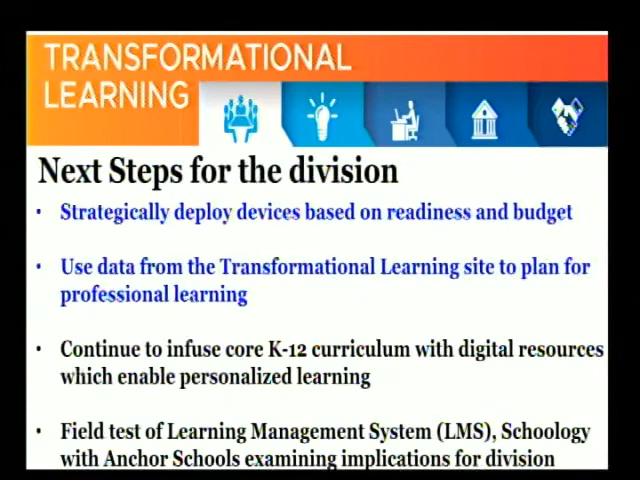 TRANSFORMATIONAL
LEARNING
Next Steps for the division
• Strategically deploy devices based on readiness and budget
• Use data from the Transformational Learning site to plan for
professional learning
• Continue to infuse core K-12 curriculum with digital resources
which enable personalized learning
• Field test of Learning Management System (LMS), Schoology
with Anchor Schools examining implications for division